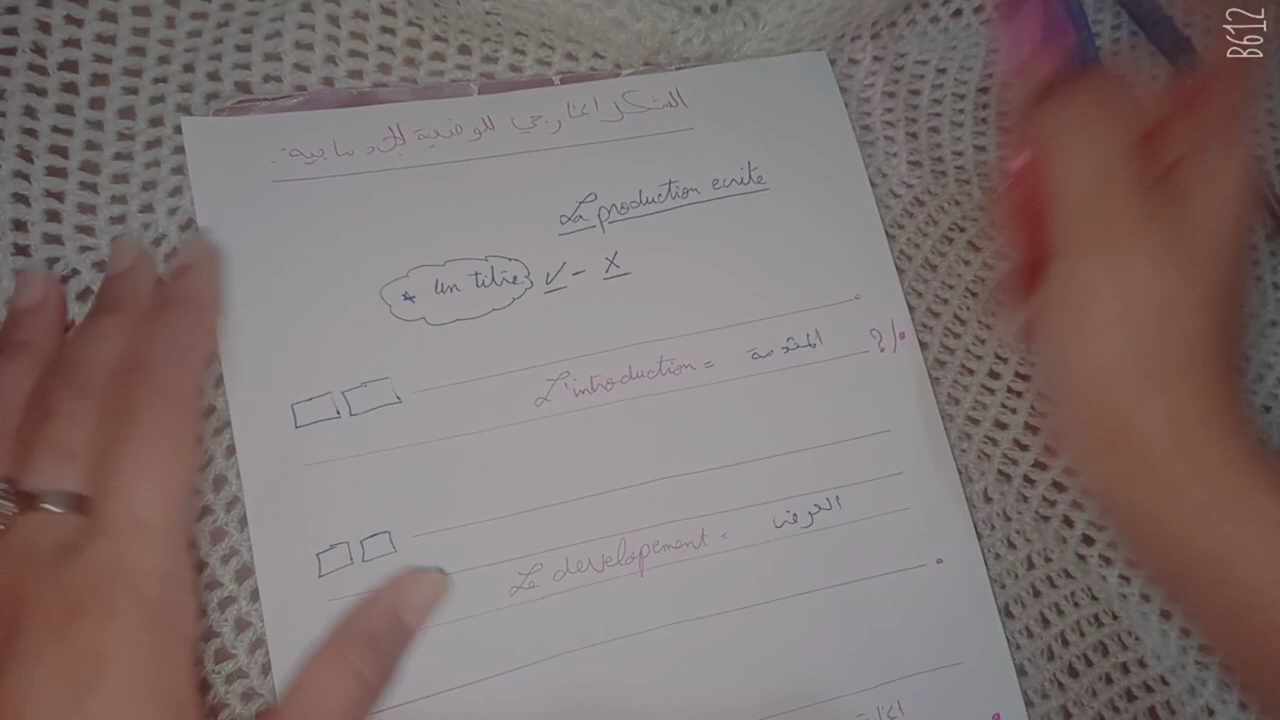 الشكل الخارجي للوضعية الإدماجية:
La production ecrite
* Un titre ✓ - X
L'introduction = المقدمة ?/.
Le developement = العرض
B612